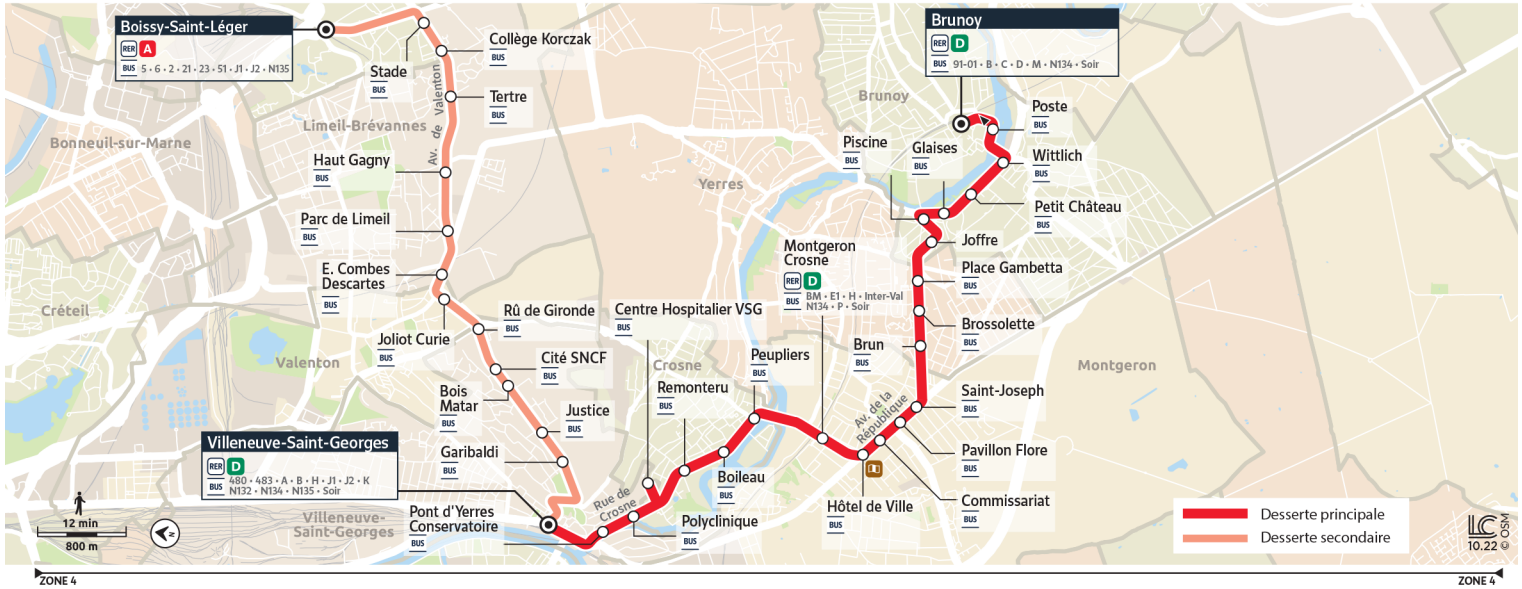 Boissy-Saint-Léger
RER A
BUS 5 • 6 • 2 • 21 • 23 • 51 • J1 • J2 • N135
Stade
BUS
Collège Korczak
BUS
Tertre
BUS
Av. de Valenton
Limeil-Brévannes
Bonneuil-sur-Marne
Haut Gagny
BUS
Parc de Limeil
BUS
E. Combes
Descartes
BUS
Créteil
Joliot Curie
BUS
Valenton
Rû de Gironde
BUS
Cité SNCF
BUS
Bois
Matar
BUS
Justice
BUS
Garibaldi
BUS
Villeneuve-Saint-Georges
RER D
BUS 480 • 483 • A • B • H • J1 • J2 • K
N132 • N134 • N135 • Soir
Villeneuve-
Saint-Georges
Pont d'Yerres
Conservatoire
BUS
Rue de
Crosne
Centre Hospitalier VSG
BUS
Crosne
Remonteru
BUS
Polyclinique
BUS
Boileau
BUS
Peupliers
BUS
Yerres
Montgeron
Crosne
RER D
BUS BM • E1 • H • Inter-Val
N134 • P • Soir
Hôtel de Ville
BUS
Av. de la
République
Brun
BUS
Commissariat
BUS
Pavillon Flore
BUS
Saint-Joseph
BUS
Brossolette
BUS
Place Gambetta
BUS
Joffre
BUS
Montgeron
Piscine
BUS
Glaises
BUS
Petit Château
BUS
Wittlich
BUS
Poste
BUS
Brunoy
Brunoy
RER D
BUS 91-01 • B • C • D • M • N134 • Soir
12 min
800 m
N
Desserte principale
Desserte secondaire
LC
10.22 © OSM
ZONE 4
ZONE 4